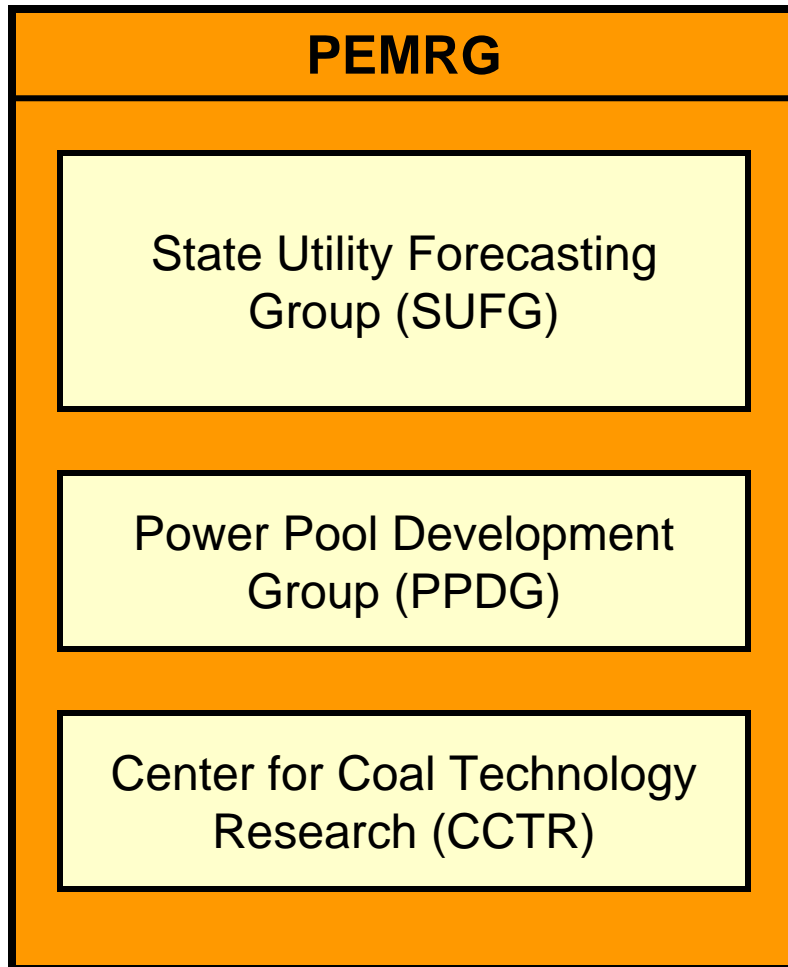 PEMRG
State Utility Forecasting
Group (SUFG)
Power Pool Development
Group (PPDG)
Center for Coal Technology
Research (CCTR)